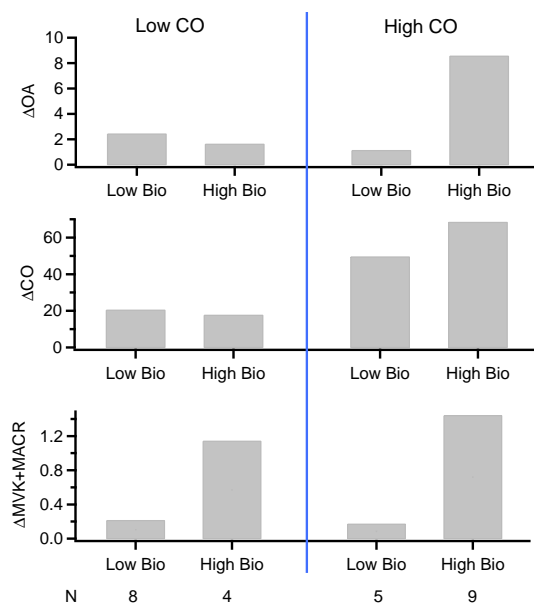 Low CO High CO
ΔOA
10
8
6
4
2
0
Low Bio High Bio Low Bio High Bio
ΔCO
60
40
20
0
Low Bio High Bio Low Bio High Bio
ΔMVK+MACR
1.2
0.8
0.4
0.0
Low Bio High Bio Low Bio High Bio
N 8 4 5 9